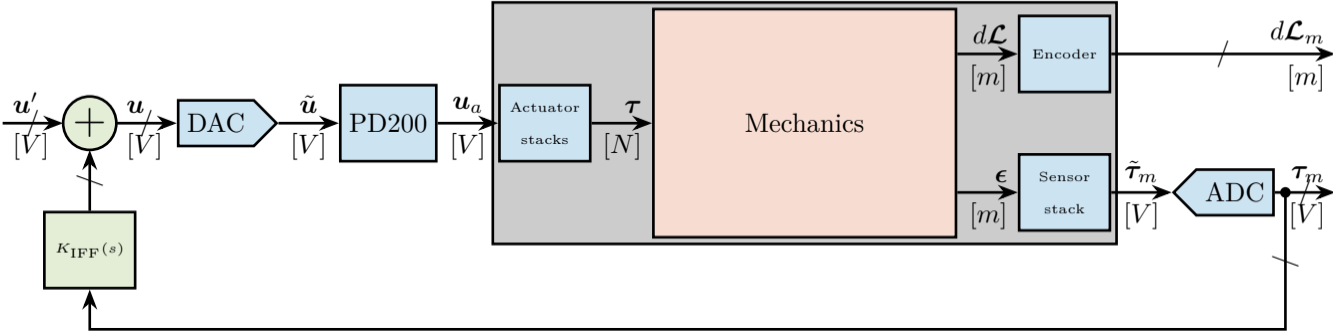 u′
[V]
+
u
[V]
DAC
ũ
[V]
PD200
u_a
[V]
Actuator
stacks
τ
[N]
Mechanics
d𝓛
[m]
Encoder
d𝓛_m
[m]
ϵ
[m]
Sensor
stack
τ̃_m
[V]
ADC
τ_m
[V]
K_IFF(s)